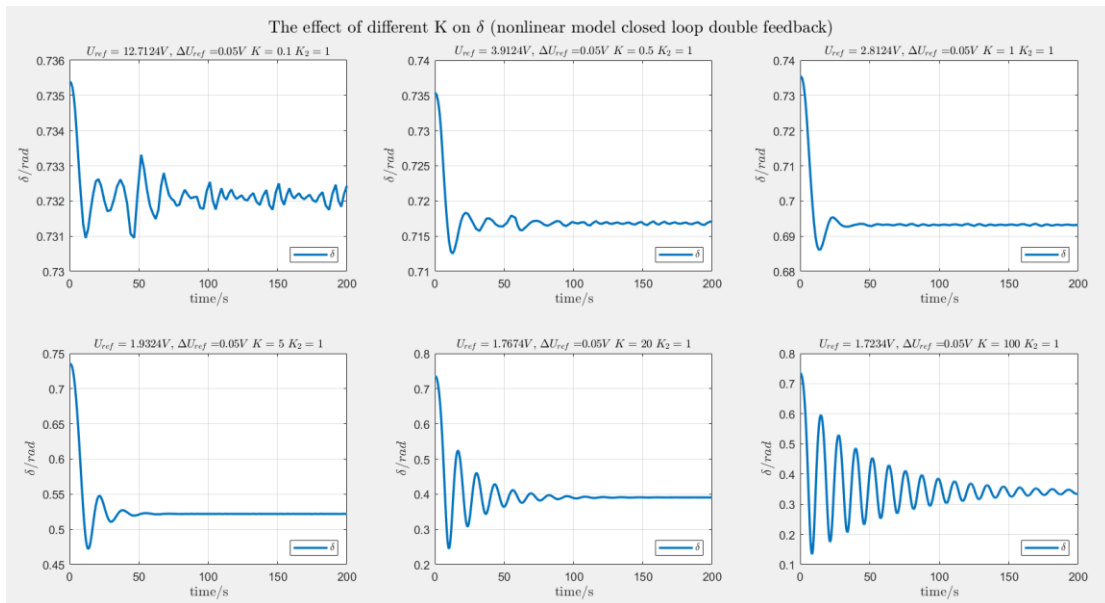 The effect of different K on δ (nonlinear model closed loop double feedback)
U_ref = 12.7124V, ΔU_ref =0.05V K = 0.1 K_2 = 1
0.736
0.735
0.734
0.733
0.732
0.731
0.73
δ/rad
0 50 100 150 200
time/s
δ
U_ref = 3.9124V, ΔU_ref =0.05V K = 0.5 K_2 = 1
0.74
0.735
0.73
0.725
0.72
0.715
0.71
δ/rad
0 50 100 150 200
time/s
δ
U_ref = 2.8124V, ΔU_ref =0.05V K = 1 K_2 = 1
0.74
0.73
0.72
0.71
0.7
0.69
0.68
δ/rad
0 50 100 150 200
time/s
δ
U_ref = 1.9324V, ΔU_ref =0.05V K = 5 K_2 = 1
0.75
0.7
0.65
0.6
0.55
0.5
0.45
δ/rad
0 50 100 150 200
time/s
δ
U_ref = 1.7674V, ΔU_ref =0.05V K = 20 K_2 = 1
0.8
0.7
0.6
0.5
0.4
0.3
0.2
δ/rad
0 50 100 150 200
time/s
δ
U_ref = 1.7234V, ΔU_ref =0.05V K = 100 K_2 = 1
0.8
0.7
0.6
0.5
0.4
0.3
0.2
0.1
δ/rad
0 50 100 150 200
time/s
δ